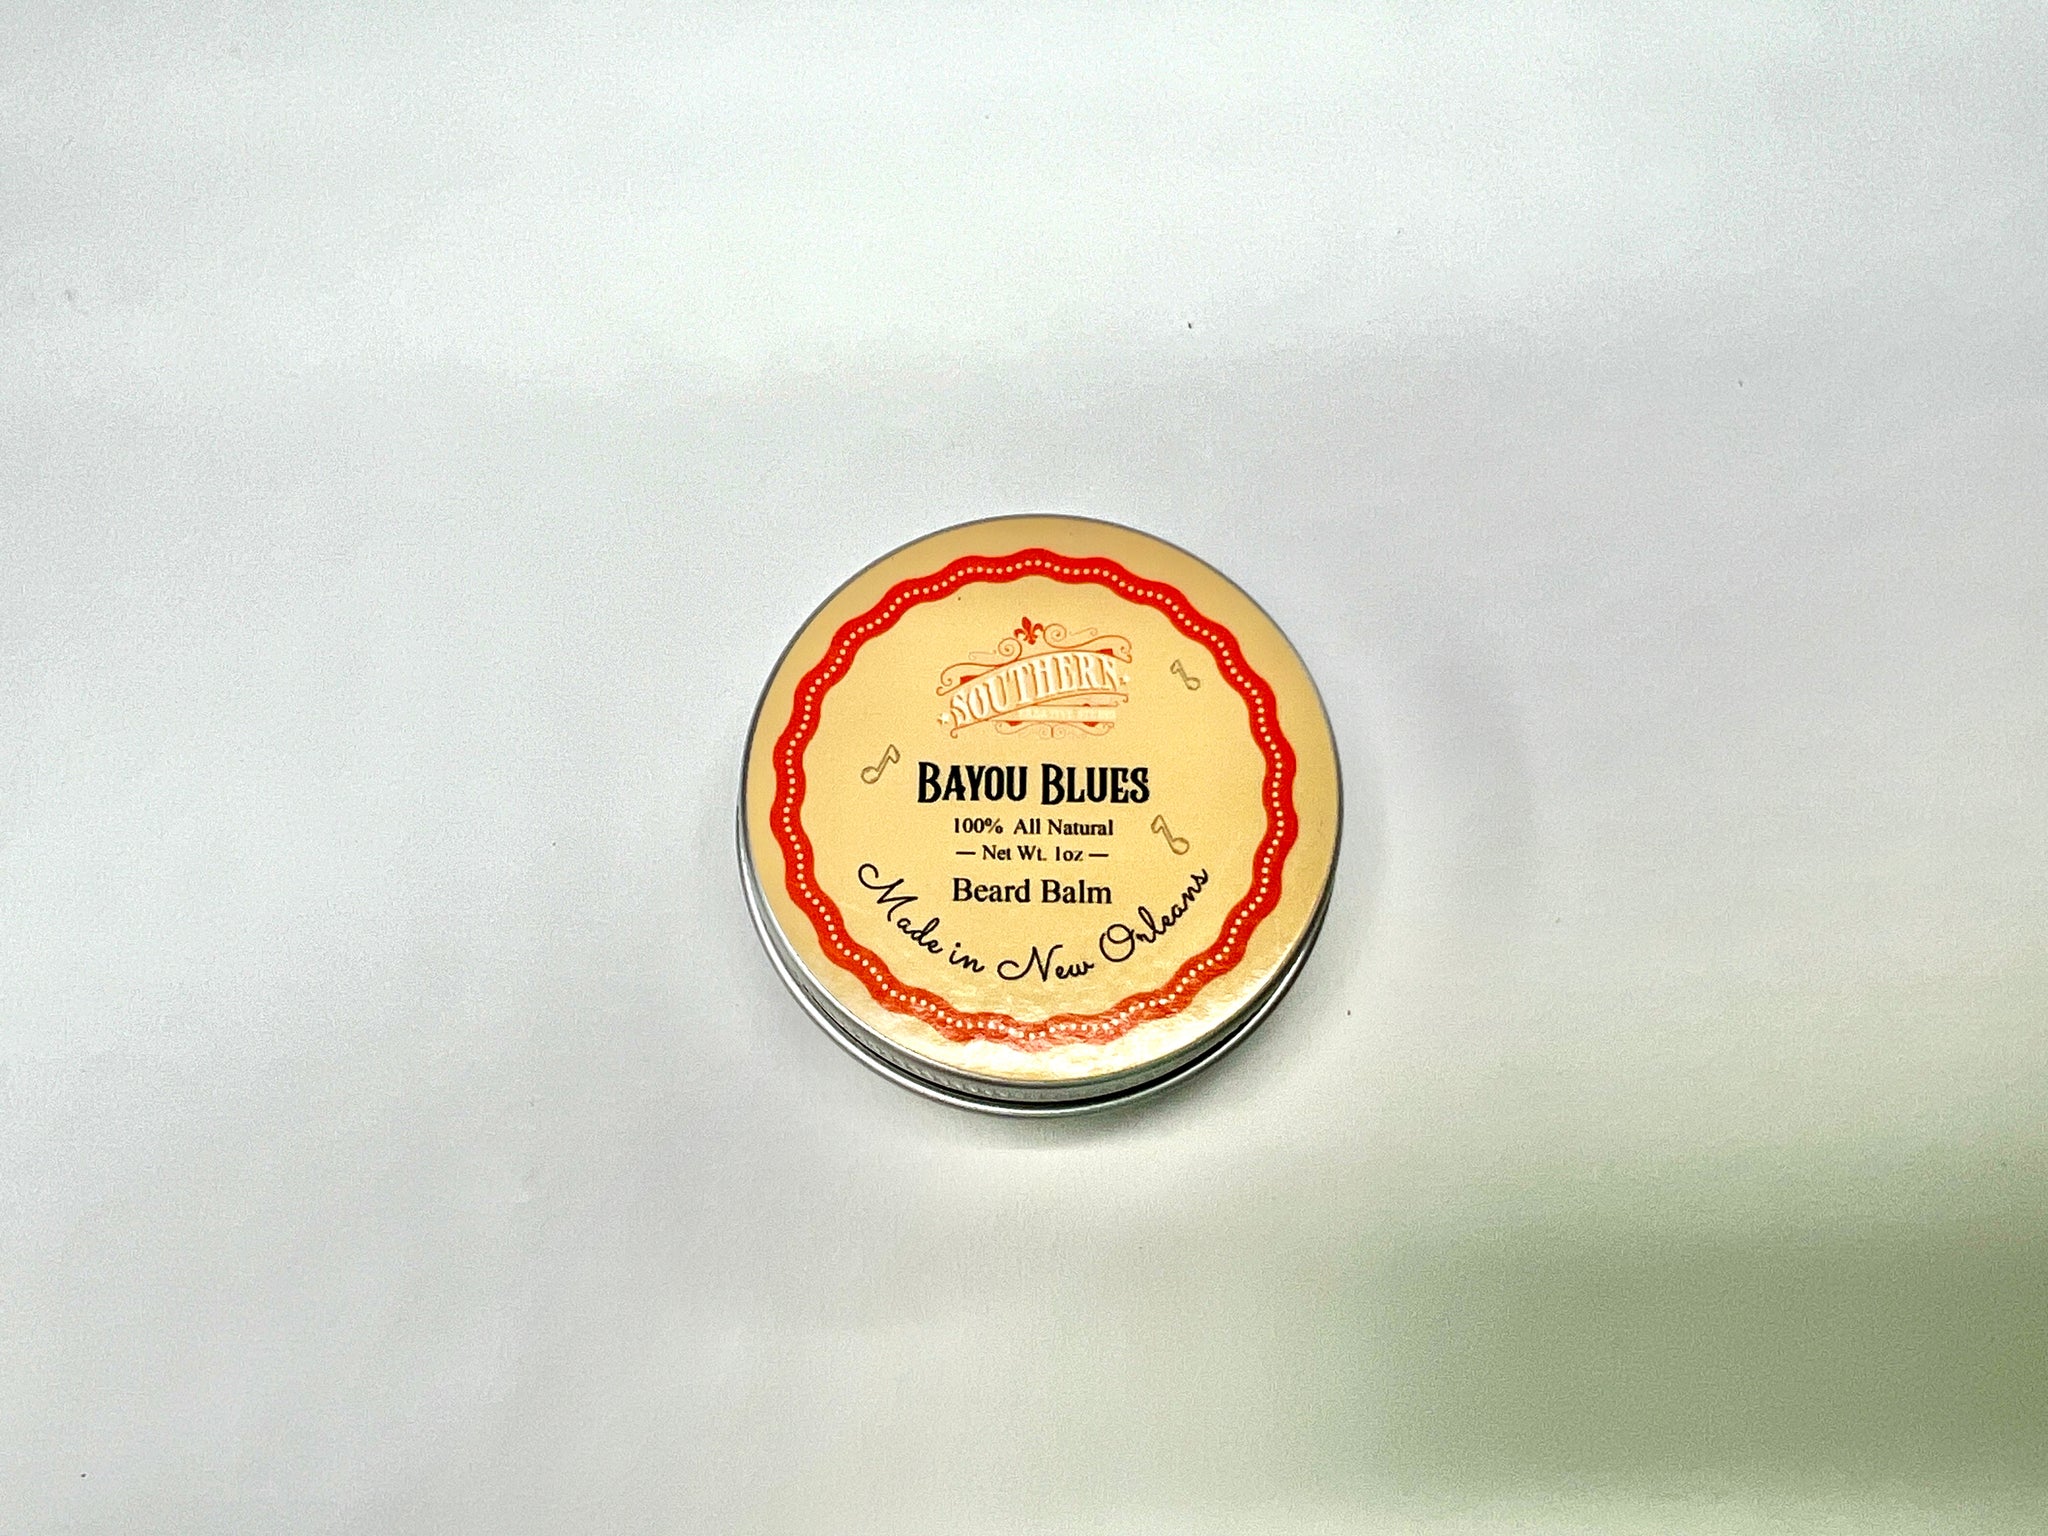 SOUTHERN
BAYOU BLUES
100% All Natural
— Net Wt. 1oz —
Beard Balm
Made in New Orleans